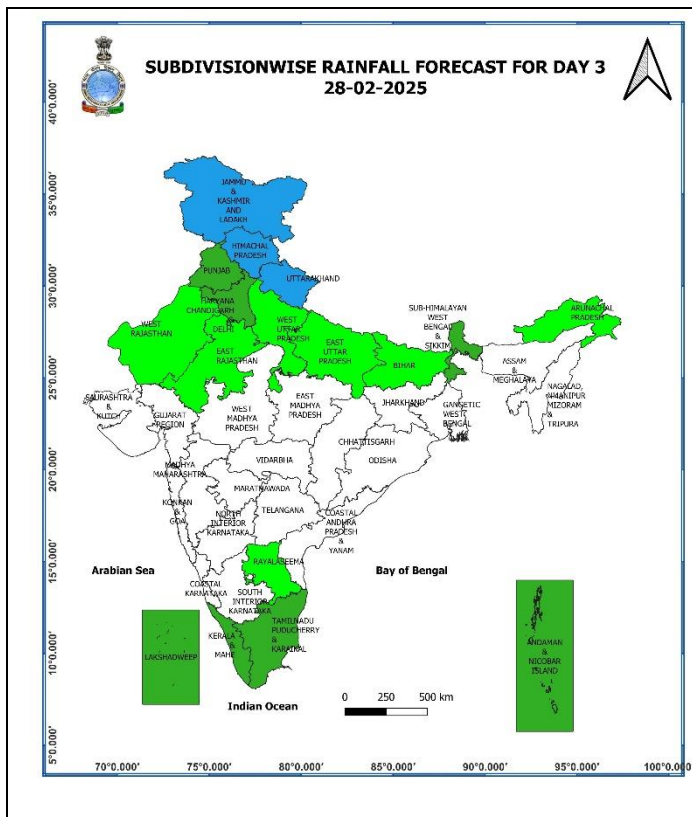 SUBDIVISIONWISE RAINFALL FORECAST FOR DAY 3
28-02-2025
40°0.000'
35°0.000'
30°0.000'
25°0.000'
20°0.000'
15°0.000'
10°0.000'
5°0.000'
JAMMU
&
KASHMIR
AND
LADAKH
HIMACHAL
PRADESH
PUNJAB
UTTARAKHAND
HARYANA
CHANDIGARH
&
DELHI
WEST
RAJASTHAN
EAST
RAJASTHAN
WEST
UTTAR
PRADESH
EAST
UTTAR
PRADESH
BIHAR
SUB-HIMALAYAN
WEST
BENGAL
&
SIKKIM
ARUNACHAL
PRADESH
ASSAM
&
MEGHALAYA
NAGALAD,
MANIPUR
MIZORAM
&
TRIPURA
SAURASHTRA
&
KUTCH
GUJARAT
REGION
WEST
MADHYA
PRADESH
EAST
MADHYA
PRADESH
JHARKHAND
GANGETIC
WEST
BENGAL
CHHATTISGARH
ODISHA
VIDARBHA
MADHYA
MAHARSHTRA
MARATHAWADA
TELANGANA
KONKAN
&
GOA
NORTH
INTERIOR
KARNATAKA
COASTAL
ANDHRA
PRADESH
&
YANAM
RAYALASEEMA
Arabian Sea
Bay of Bengal
COASTAL
KARNATAKA
SOUTH
INTERIOR
KARNATAKA
TAMILNADU
PUDUCHERRY
&
KARAIKAL
KERALA
&
MAHE
LAKSHADWEEP
ANDAMAN
&
NICOBAR
ISLAND
Indian Ocean
0 250 500 km
70°0.000' 75°0.000' 80°0.000' 85°0.000' 90°0.000' 95°0.000' 100°0.000'